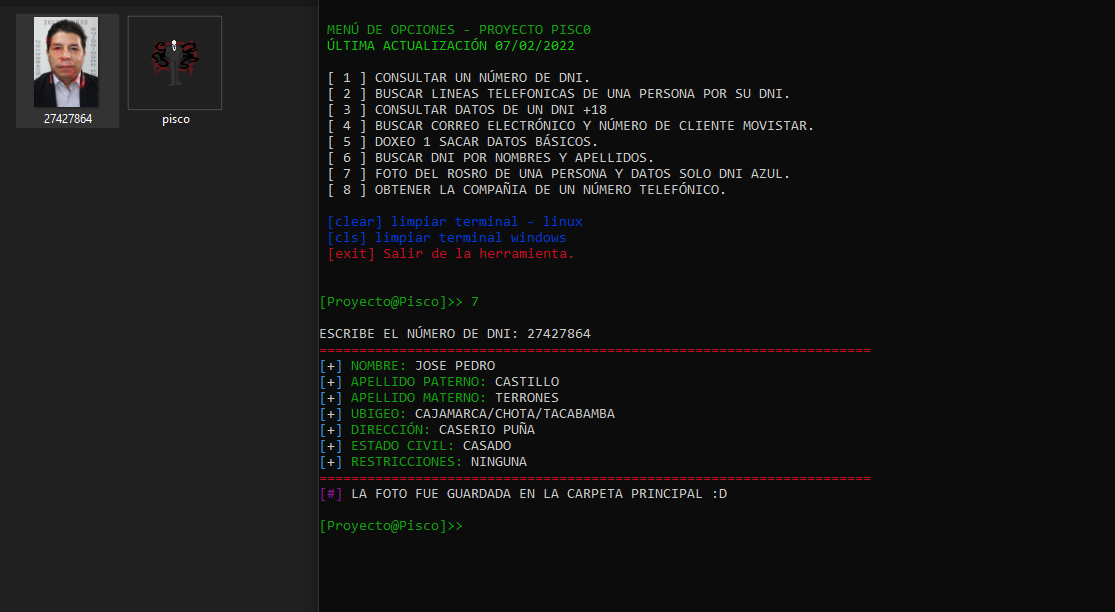 27427864
pisco
MENÚ DE OPCIONES - PROYECTO PISC0
ÚLTIMA ACTUALIZACIÓN 07/02/2022
[ 1 ] CONSULTAR UN NÚMERO DE DNI.
[ 2 ] BUSCAR LINEAS TELEFONICAS DE UNA PERSONA POR SU DNI.
[ 3 ] CONSULTAR DATOS DE UN DNI +18
[ 4 ] BUSCAR CORREO ELECTRÓNICO Y NÚMERO DE CLIENTE MOVISTAR.
[ 5 ] DOXEO 1 SACAR DATOS BÁSICOS.
[ 6 ] BUSCAR DNI POR NOMBRES Y APELLIDOS.
[ 7 ] FOTO DEL ROSRO DE UNA PERSONA Y DATOS SOLO DNI AZUL.
[ 8 ] OBTENER LA COMPAÑIA DE UN NÚMERO TELEFÓNICO.
[clear] limpiar terminal - linux
[cls] limpiar terminal windows
[exit] Salir de la herramienta.
[Proyecto@Pisco]>> 7
ESCRIBE EL NÚMERO DE DNI: 27427864
=====================================================================
[+] NOMBRE: JOSE PEDRO
[+] APELLIDO PATERNO: CASTILLO
[+] APELLIDO MATERNO: TERRONES
[+] UBIGEO: CAJAMARCA/CHOTA/TACABAMBA
[+] DIRECCIÓN: CASERIO PUÑA
[+] ESTADO CIVIL: CASADO
[+] RESTRICCIONES: NINGUNA
=====================================================================
[#] LA FOTO FUE GUARDADA EN LA CARPETA PRINCIPAL :D
[Proyecto@Pisco]>>